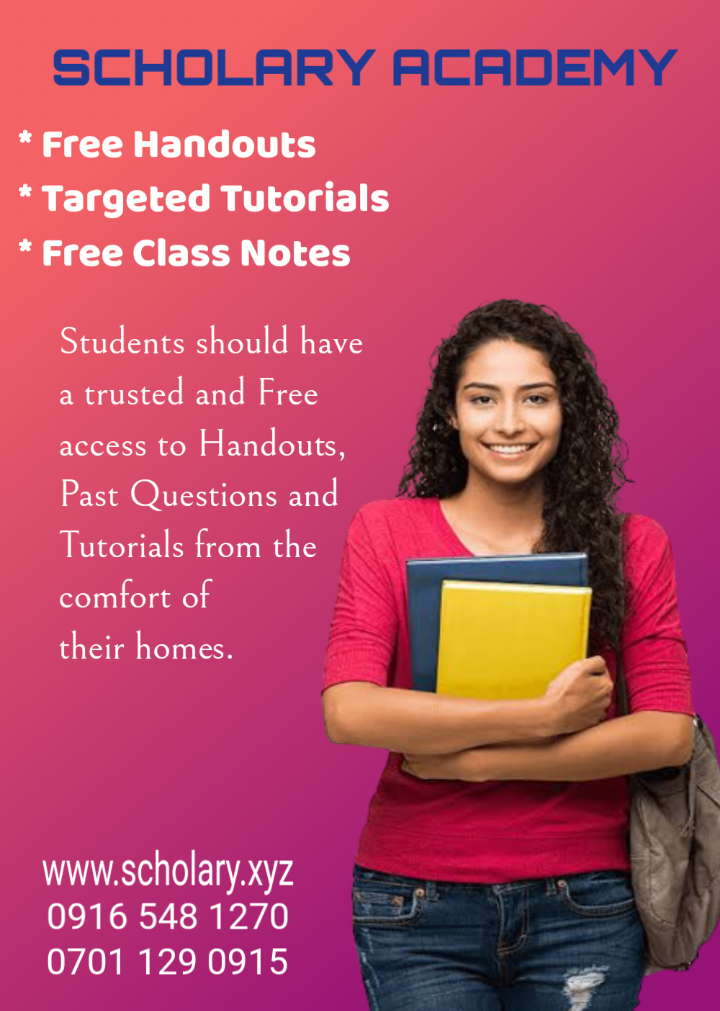 SCHOLARY ACADEMY
* Free Handouts
* Targeted Tutorials
* Free Class Notes
Students should have
a trusted and Free
access to Handouts,
Past Questions and
Tutorials from the
comfort of
their homes.
www.scholary.xyz
0916 548 1270
0701 129 0915